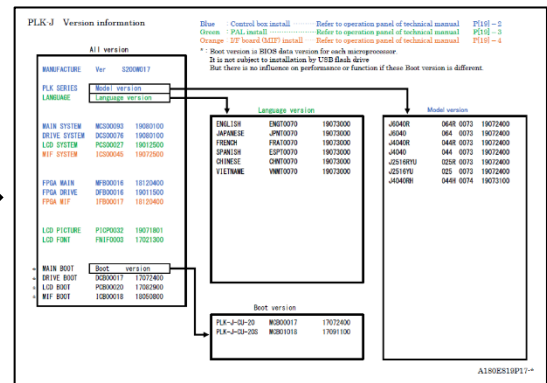 PLK-J Version information
Blue : Control box install ······ Refer to operation panel of technical manual P[19] – 2
Green : PAL install ······ Refer to operation panel of technical manual P[19] – 3
Orange : I/F board (MIF) install ······ Refer to operation panel of technical manual P[19] – 4
* : Boot version is BIOS data version for each microprocessor
It is not subject to installation by USB flash drive
But there is no influence on performance or function if these Boot version is different.
All version
MANUFACTURE Ver S200W017
PLK SERIES Model version
LANGUAGE Language version
MAIN SYSTEM MCS00093 19080100
DRIVE SYSTEM DCS00076 19080100
LCD SYSTEM PCS00027 19012500
MIF SYSTEM ICS00045 19072500
FPGA MAIN MFB00016 18120400
FPGA DRIVE DFB00016 19011500
FPGA MIF IFB00017 18120400
LCD PICTURE PICP0032 19071801
LCD FONT FNIF0003 17021300
* MAIN BOOT Boot version
* DRIVE BOOT DCB00017 17072400
* LCD BOOT PCB00020 17082900
* MIF BOOT ICB00018 18050800
Language version
ENGLISH ENGT0070 19073000
JAPANESE JPNT0070 19073000
FRENCH FRAT0070 19073000
SPANISH ESPT0070 19073000
CHINESE CHNT0070 19073000
VIETNAME VNMT0070 19073000
Model version
J6040R 064R 0073 19072400
J6040 064 0073 19072400
J4040R 044R 0073 19072400
J4040 044 0073 19072400
J2516RYU 025R 0073 19072400
J2516YU 025 0073 19072400
J4040RH 044H 0074 19073100
Boot version
PLK-J-CU-20 MCB00017 17072400
PLK-J-CU-20S MCB01018 17091100
A180ES19P17-*